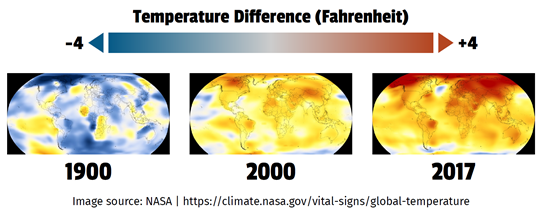 Temperature Difference (Fahrenheit)
-4 +4
1900 2000 2017
Image source: NASA | https://climate.nasa.gov/vital-signs/global-temperature